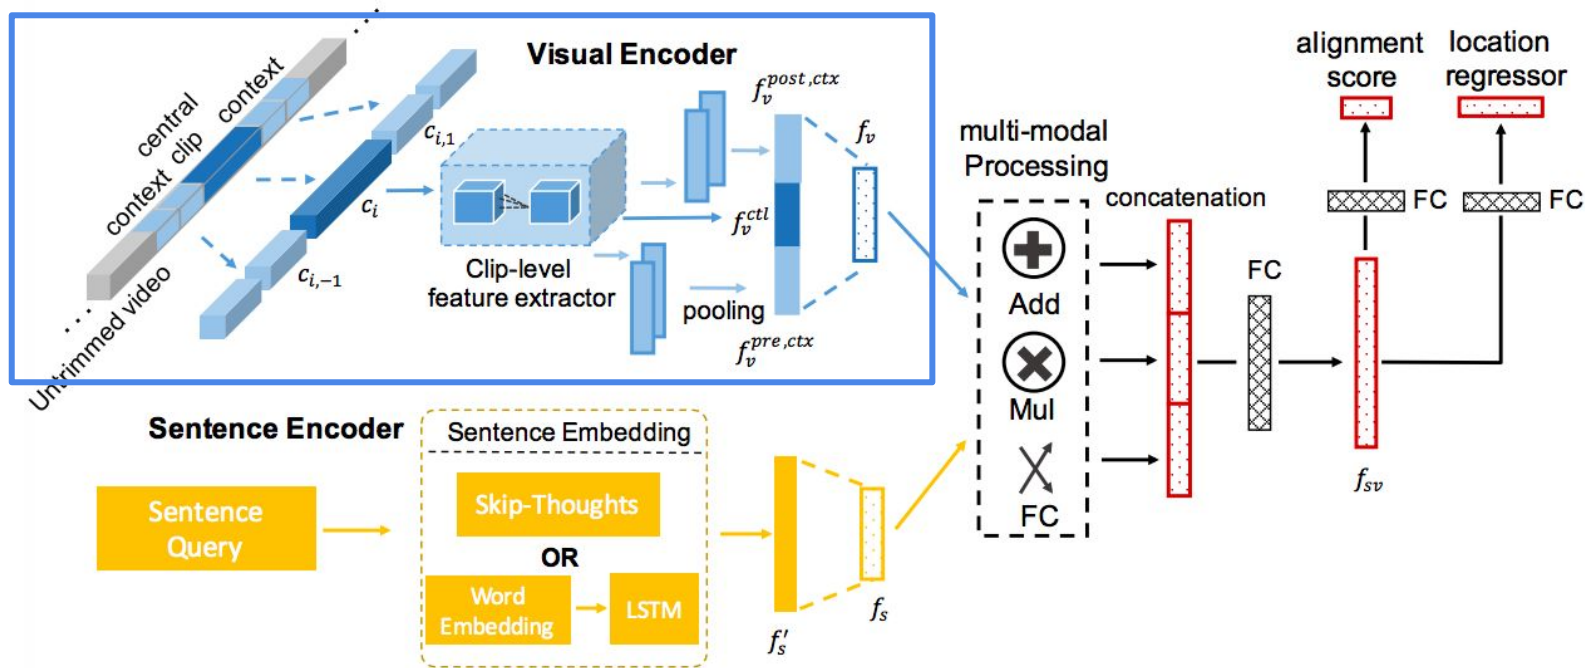 Visual Encoder
context
central
clip
context
Untrimmed video
c_{i,1}
c_i
c_{i,-1}
Clip-level
feature extractor
f_v^{post,ctx}
f_v^{ctl}
pooling
f_v^{pre,ctx}
f_v
Sentence Encoder
Sentence
Query
Sentence Embedding
Skip-Thoughts
OR
Word
Embedding
LSTM
f_s'
f_s
multi-modal
Processing
Add
Mul
FC
concatenation
FC
f_{sv}
FC
FC
alignment
score
location
regressor